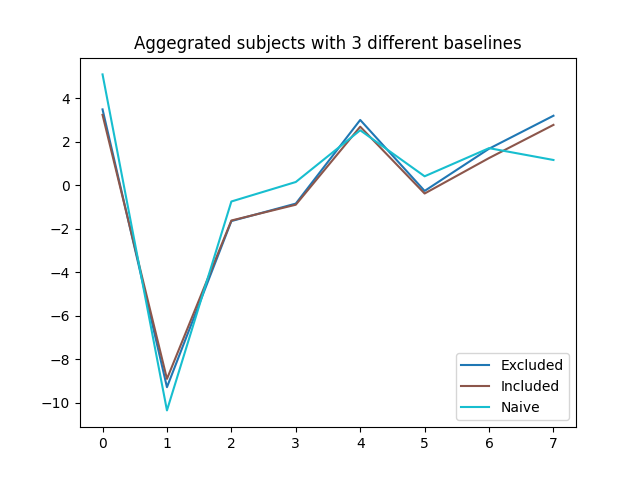 Aggegrated subjects with 3 different baselines
4
2
0
−2
−4
−6
−8
−10
0 1 2 3 4 5 6 7
Excluded
Included
Naive